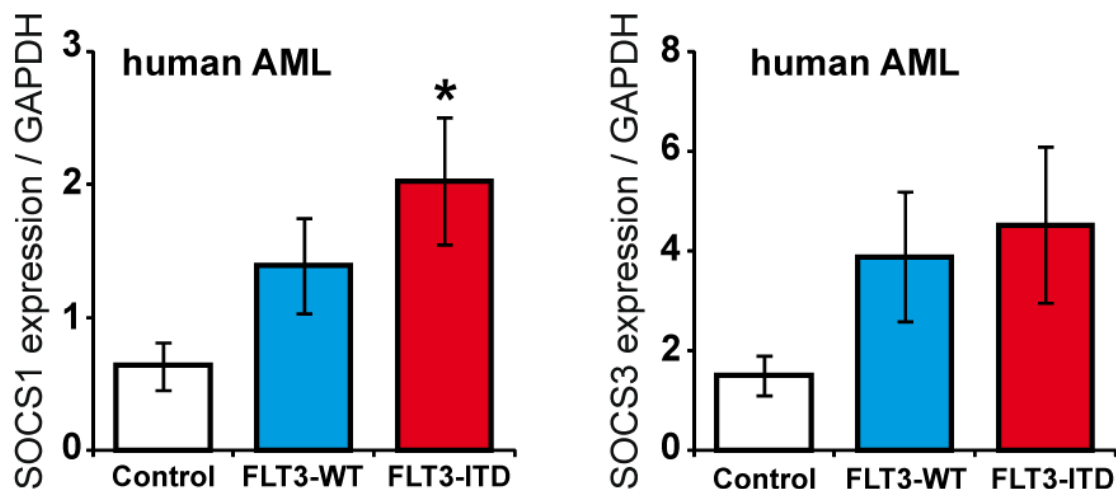 SOCS1 expression / GAPDH
human AML
3
2
1
0
*
Control FLT3-WT FLT3-ITD
SOCS3 expression / GAPDH
human AML
8
6
4
2
0
Control FLT3-WT FLT3-ITD